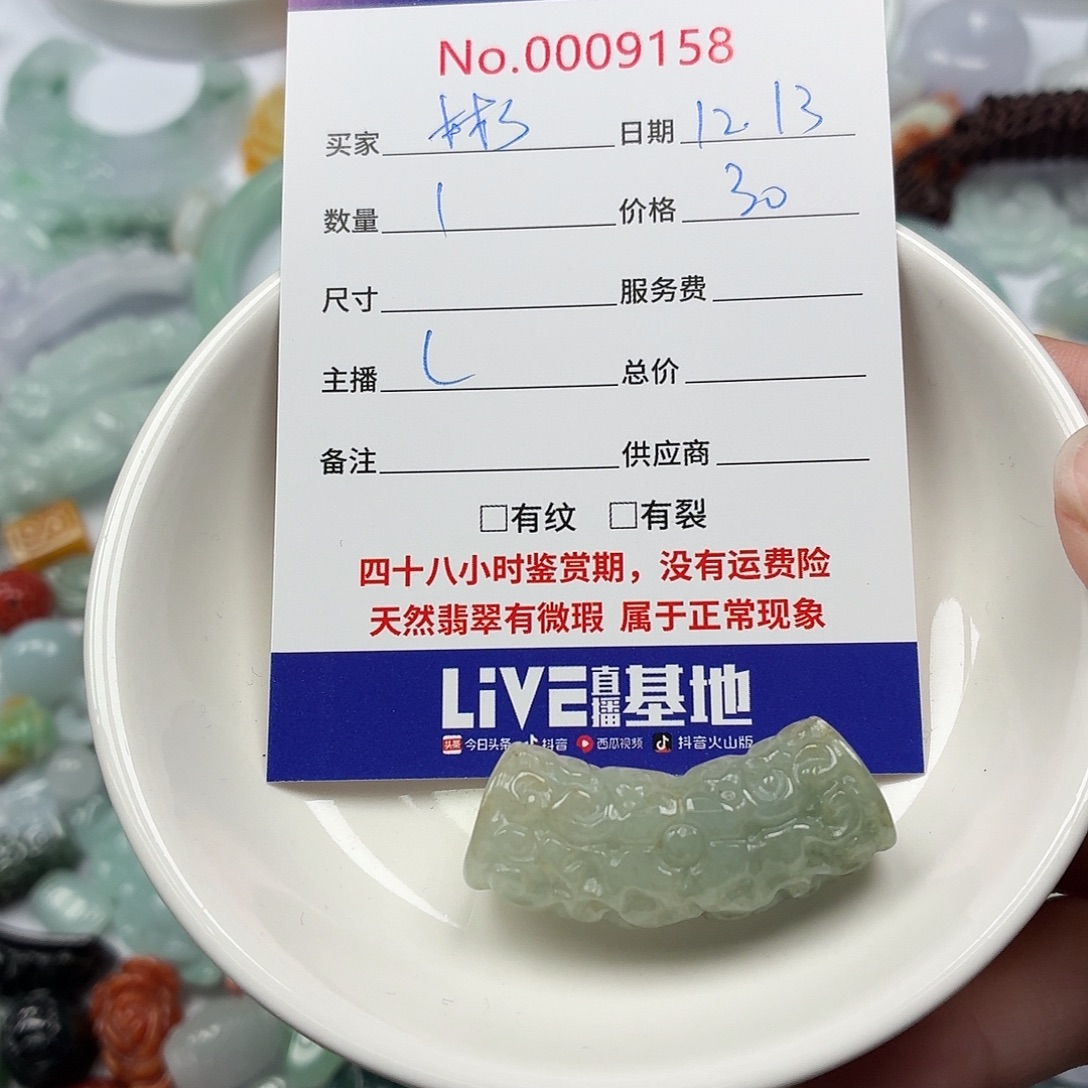 No.0009158
买家 彬 日期 12.13
数量 1 价格 30
尺寸 服务费
主播 L 总价
备注 供应商
□有纹 □有裂
四十八小时鉴赏期，没有运费险
天然翡翠有微瑕 属于正常现象
LiVE直播基地
头条 今日头条 抖音 西瓜视频 抖音火山版